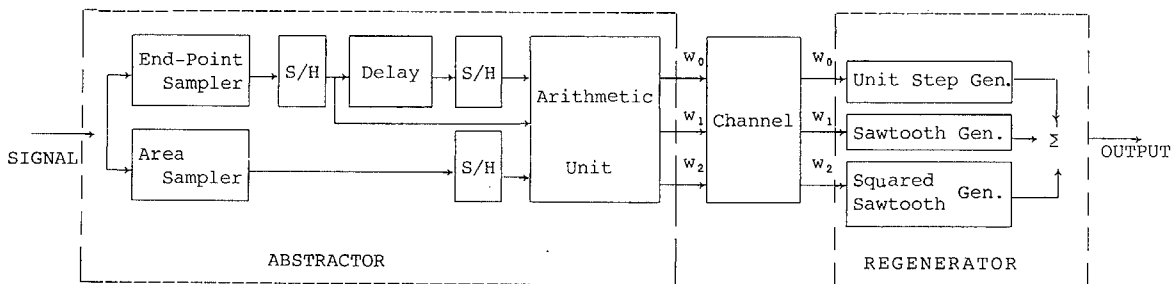 End-Point
Sampler
S/H
Delay
S/H
Arithmetic
Unit
Area
Sampler
S/H
SIGNAL
ABSTRACTOR
W0
W1
W2
Channel
W0
W1
W2
Unit Step Gen.
Sawtooth Gen.
Squared
Sawtooth Gen.
Σ
OUTPUT
REGENERATOR